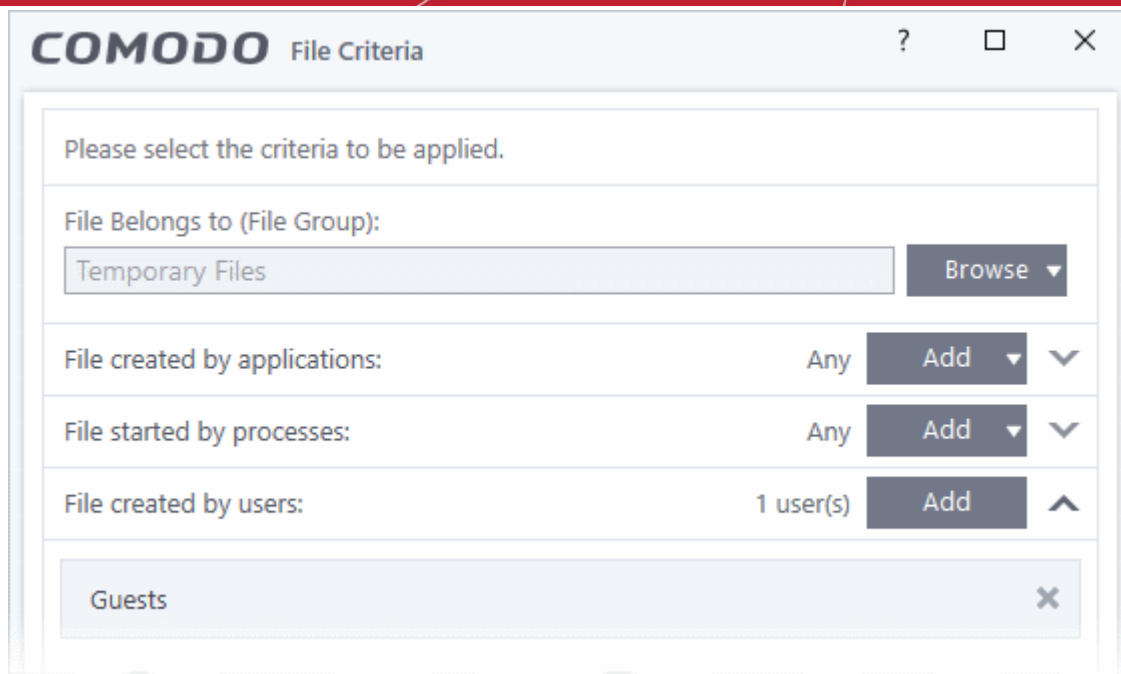 COMODO File Criteria ?
Please select the criteria to be applied.
File Belongs to (File Group):
Temporary Files Browse
File created by applications: Any Add
File started by processes: Any Add
File created by users: 1 user(s) Add
Guests